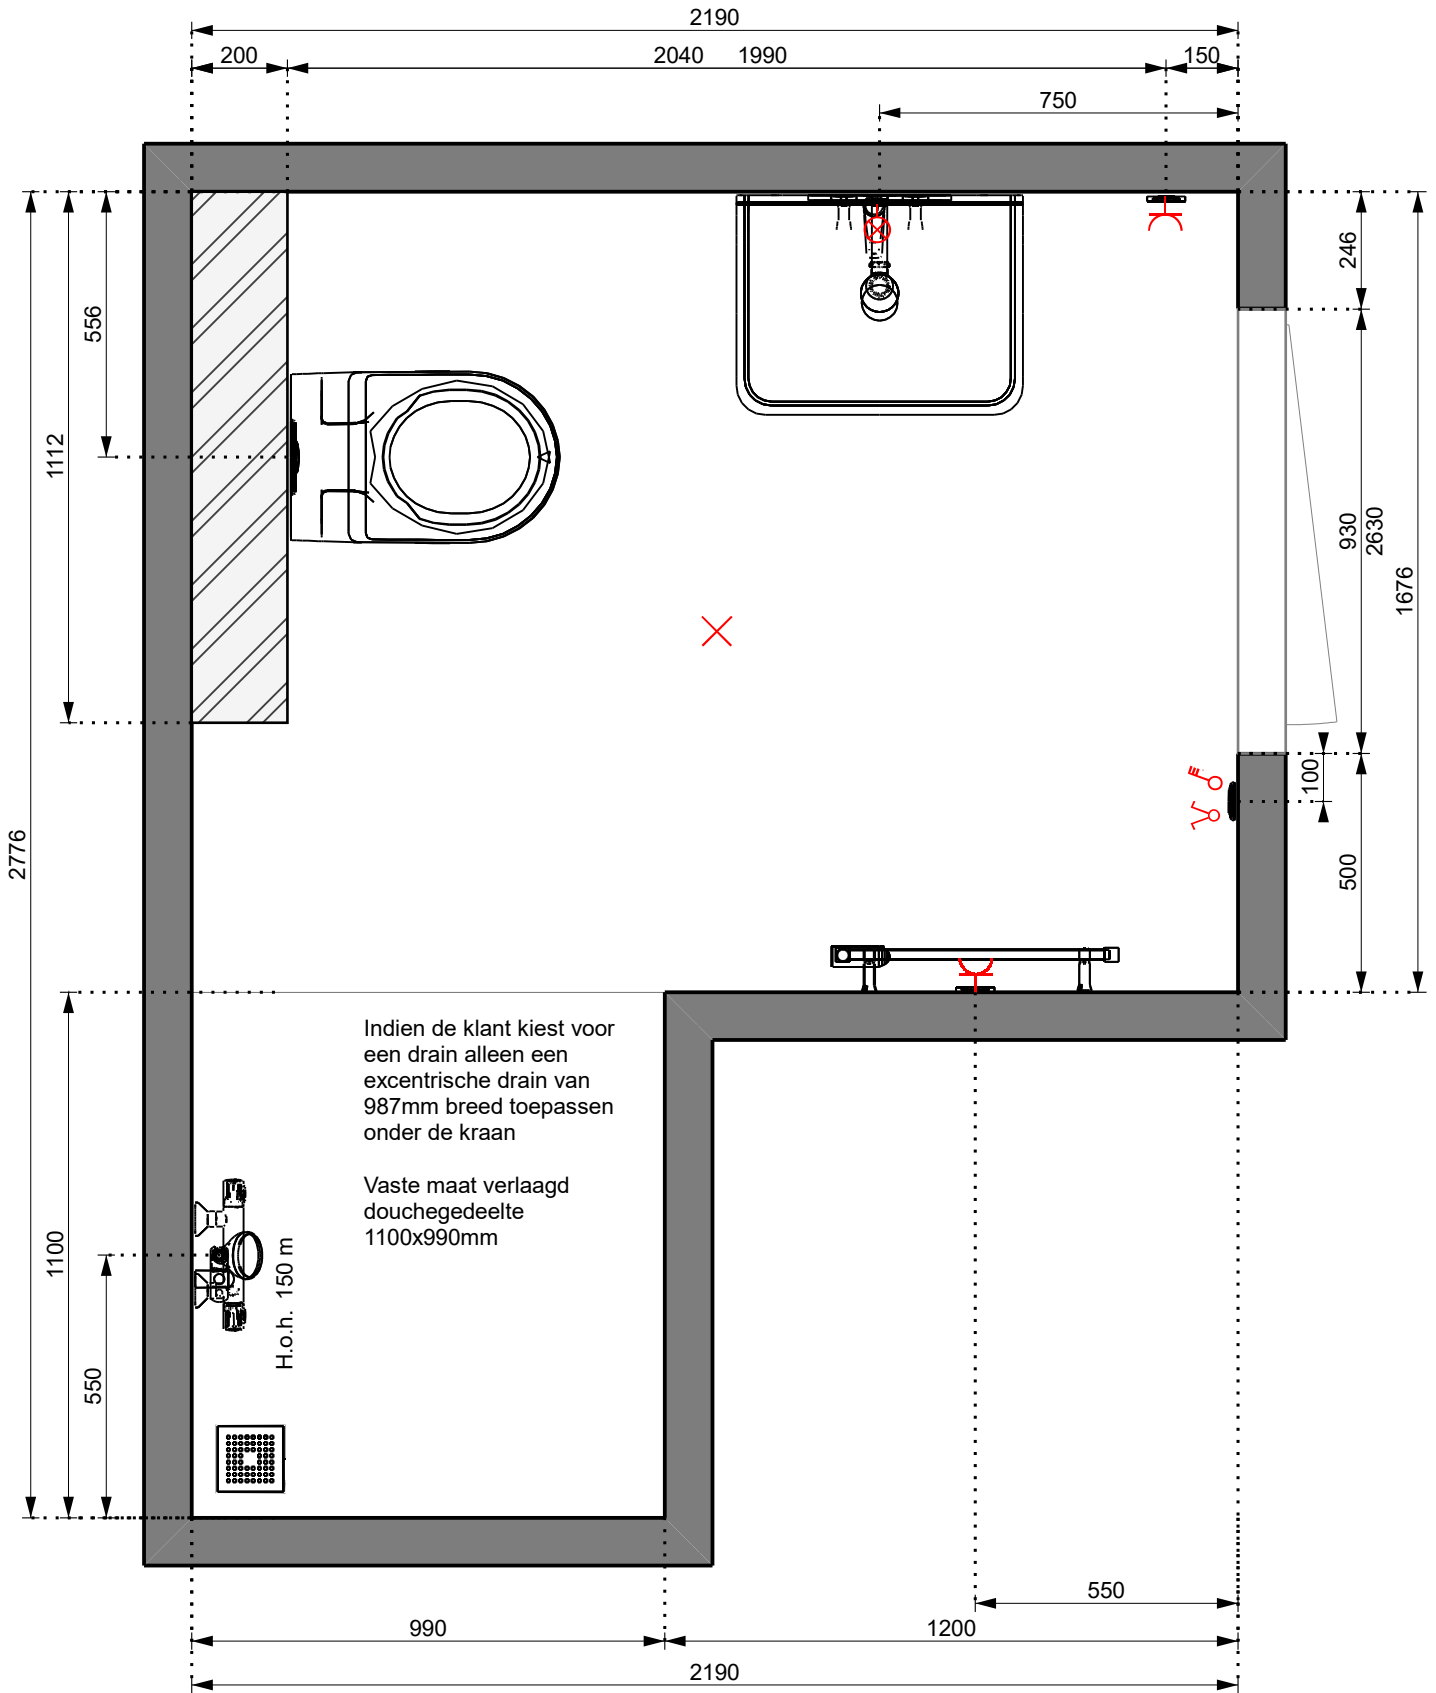 2190
200
2040
1990
150
750
246
556
1112
930
2630
1676
100
2776
500
Indien de klant kiest voor
een drain alleen een
excentrische drain van
987mm breed toepassen
onder de kraan
Vaste maat verlaagd
douchegedeelte
1100x990mm
1100
H.o.h. 150 m
550
550
990
1200
2190